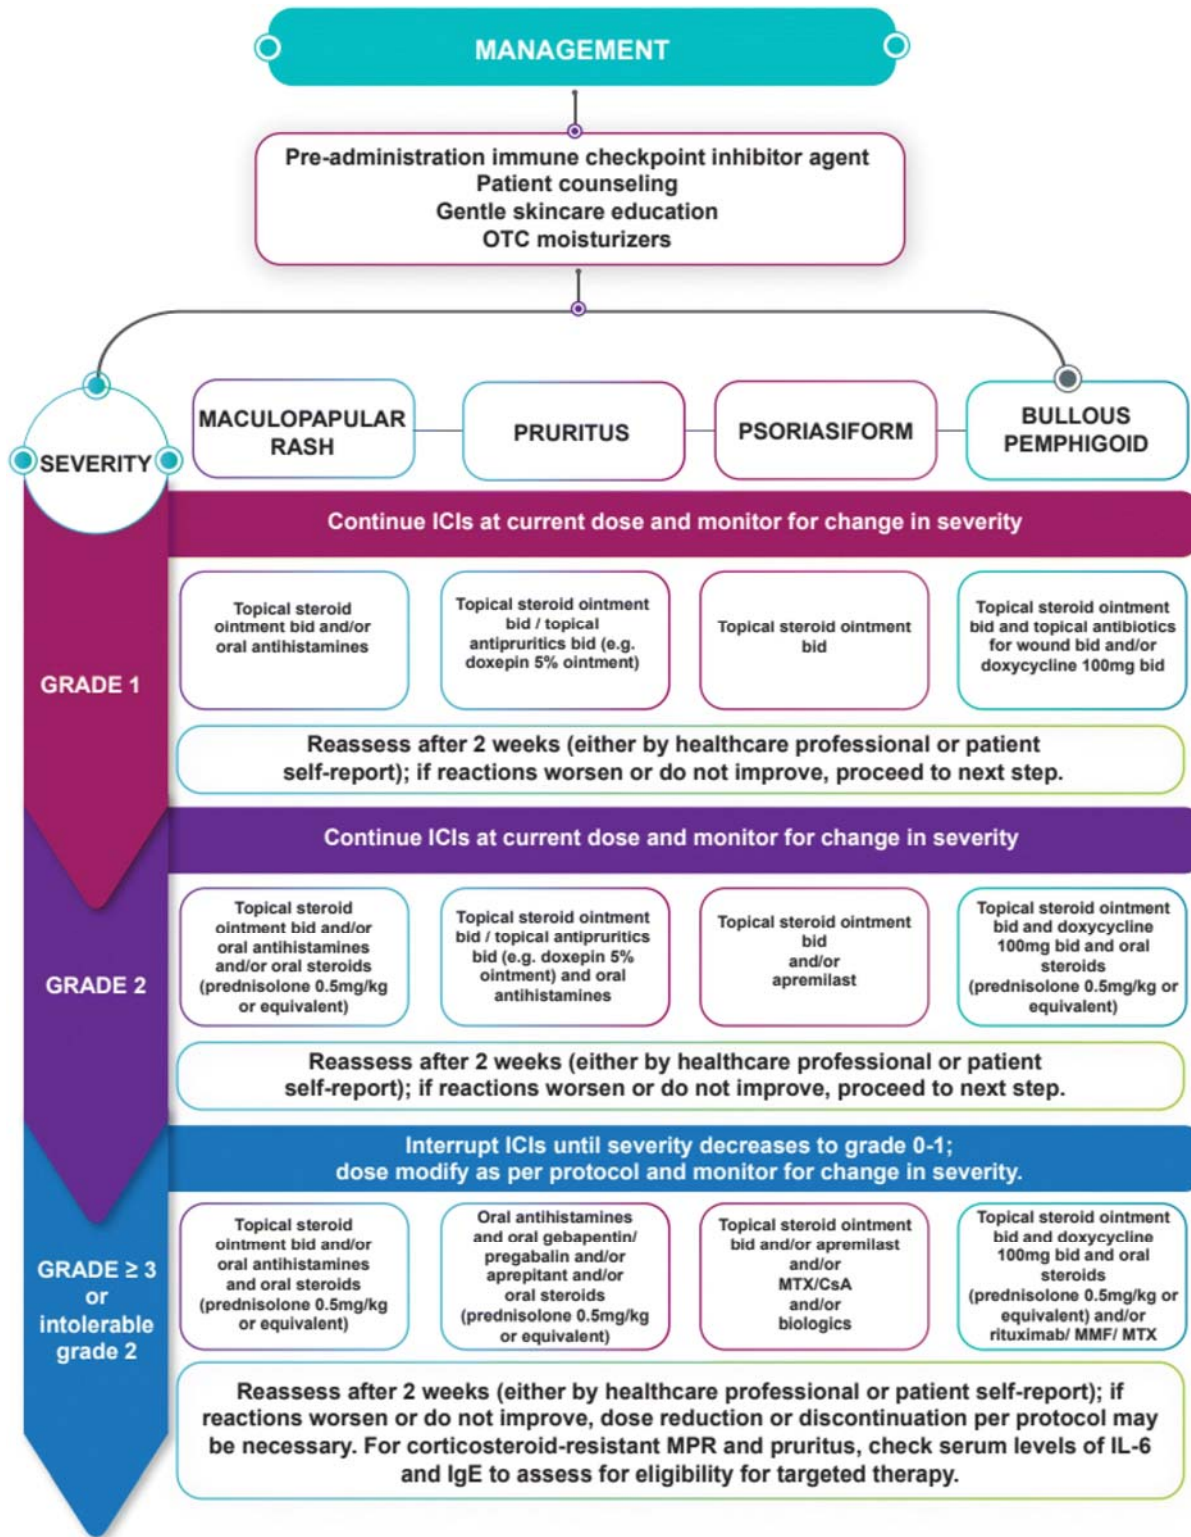 MANAGEMENT
Pre-administration immune checkpoint inhibitor agent
Patient counseling
Gentle skincare education
OTC moisturizers
SEVERITY
MACULOPAPULAR
RASH
PRURITUS
PSORIASIFORM
BULLOUS
PEMPHIGOID
Continue ICIs at current dose and monitor for change in severity
GRADE 1
Topical steroid
ointment bid and/or
oral antihistamines
Topical steroid ointment
bid / topical
antipruritics bid (e.g.
doxepin 5% ointment)
Topical steroid ointment
bid
Topical steroid ointment
bid and topical antibiotics
for wound bid and/or
doxycycline 100mg bid
Reassess after 2 weeks (either by healthcare professional or patient
self-report); if reactions worsen or do not improve, proceed to next step.
Continue ICIs at current dose and monitor for change in severity
GRADE 2
Topical steroid
ointment bid and/or
oral antihistamines
and/or oral steroids
(prednisolone 0.5mg/kg
or equivalent)
Topical steroid ointment
bid / topical antipruritics
bid (e.g. doxepin 5%
ointment) and oral
antihistamines
Topical steroid ointment
bid
and/or
apremilast
Topical steroid ointment
bid and doxycycline
100mg bid and oral
steroids
(prednisolone 0.5mg/kg or
equivalent)
Reassess after 2 weeks (either by healthcare professional or patient
self-report); if reactions worsen or do not improve, proceed to next step.
Interrupt ICIs until severity decreases to grade 0-1;
dose modify as per protocol and monitor for change in severity.
GRADE ≥ 3
or
intolerable
grade 2
Topical steroid
ointment bid and/or
oral antihistamines
and oral steroids
(prednisolone 0.5mg/kg
or equivalent)
Oral antihistamines
and oral gebapentin/
pregabalin and/or
aprepitant and/or
oral steroids
(prednisolone 0.5mg/kg
or equivalent)
Topical steroid ointment
bid and/or apremilast
and/or
MTX/CsA
and/or
biologics
Topical steroid ointment
bid and doxycycline
100mg bid and oral
steroids
(prednisolone 0.5mg/kg or
equivalent) and/or
rituximab/ MMF/ MTX
Reassess after 2 weeks (either by healthcare professional or patient self-report); if
reactions worsen or do not improve, dose reduction or discontinuation per protocol may
be necessary. For corticosteroid-resistant MPR and pruritus, check serum levels of IL-6
and IgE to assess for eligibility for targeted therapy.